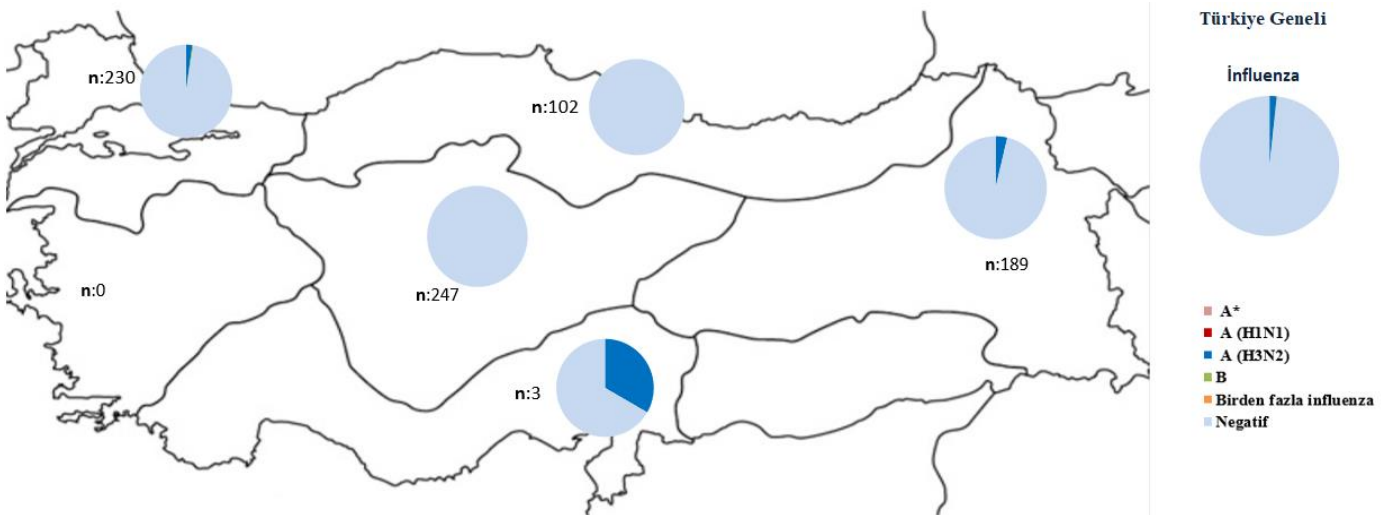 Türkiye Geneli
İnfluenza
n:230
n:102
n:189
n:0
n:247
n:3
A*
A (H1N1)
A (H3N2)
B
Birden fazla influenza
Negatif